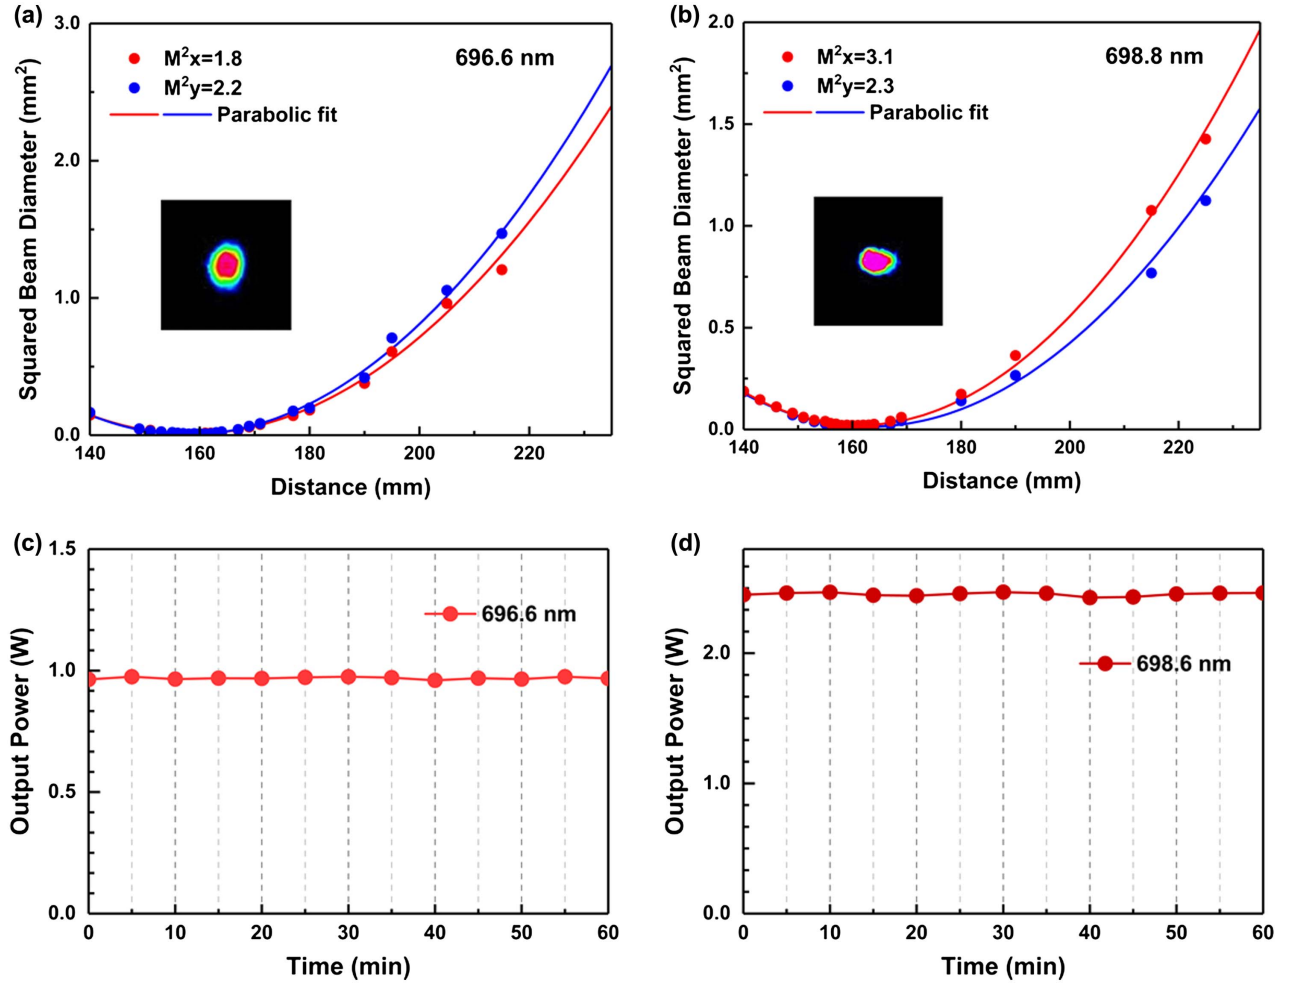 (a)
3.0
2.0
1.0
0.0
Squared Beam Diameter (mm²)
M²x=1.8
M²y=2.2
Parabolic fit
696.6 nm
140 160 180 200 220
Distance (mm)
(b)
2.0
1.5
1.0
0.5
0.0
Squared Beam Diameter (mm²)
M²x=3.1
M²y=2.3
Parabolic fit
698.8 nm
140 160 180 200 220
Distance (mm)
(c)
1.5
1.0
0.5
0.0
Output Power (W)
696.6 nm
0 10 20 30 40 50 60
Time (min)
(d)
2.0
1.0
0.0
Output Power (W)
698.6 nm
0 10 20 30 40 50 60
Time (min)